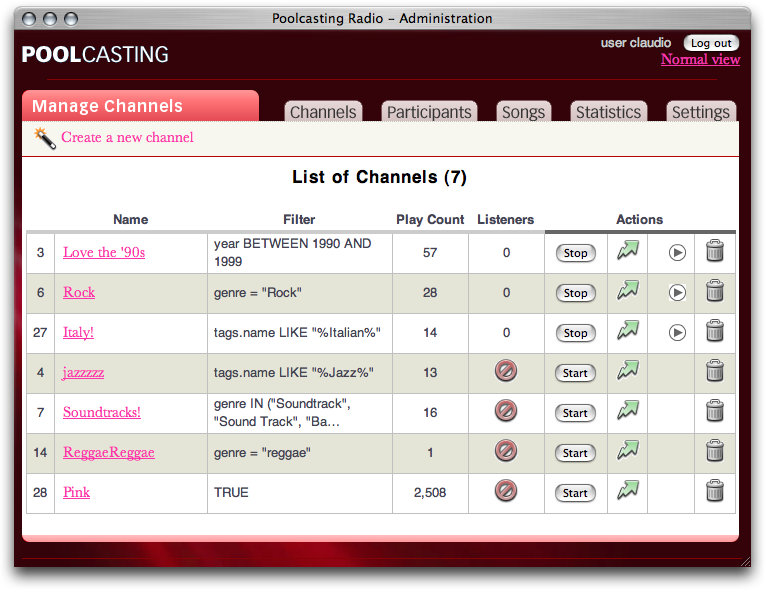 Poolcasting Radio – Administration
POOLCASTING
user claudio Log out
Normal view
Manage Channels Channels Participants Songs Statistics Settings
Create a new channel
List of Channels (7)
Name Filter Play Count Listeners Actions
3 Love the '90s year BETWEEN 1990 AND 57 0 Stop
1999
6 Rock genre = "Rock" 28 0 Stop
27 Italy! tags.name LIKE "%Italian%" 14 0 Stop
4 jazzzzz tags.name LIKE "%Jazz%" 13 Start
7 Soundtracks! genre IN ("Soundtrack", 16 Start
"Sound Track", "Ba...
14 ReggaeReggae genre = "reggae" 1 Start
28 Pink TRUE 2,508 Start